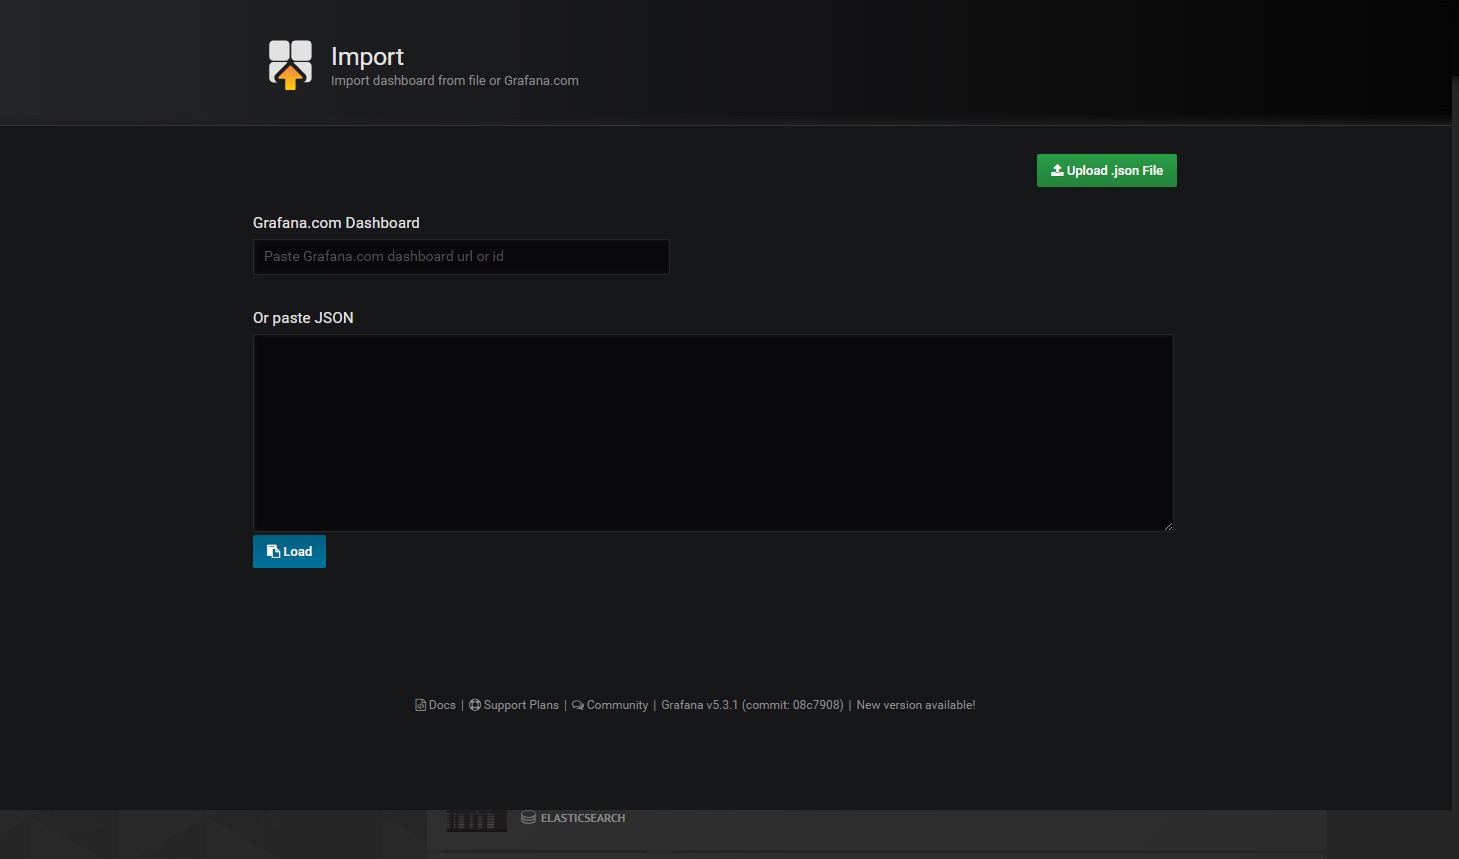 Import
Import dashboard from file or Grafana.com
Upload .json File
Grafana.com Dashboard
Paste Grafana.com dashboard url or id
Or paste JSON
Load
Docs | Support Plans | Community | Grafana v5.3.1 (commit: 08c7908) | New version available!
ELASTICSEARCH